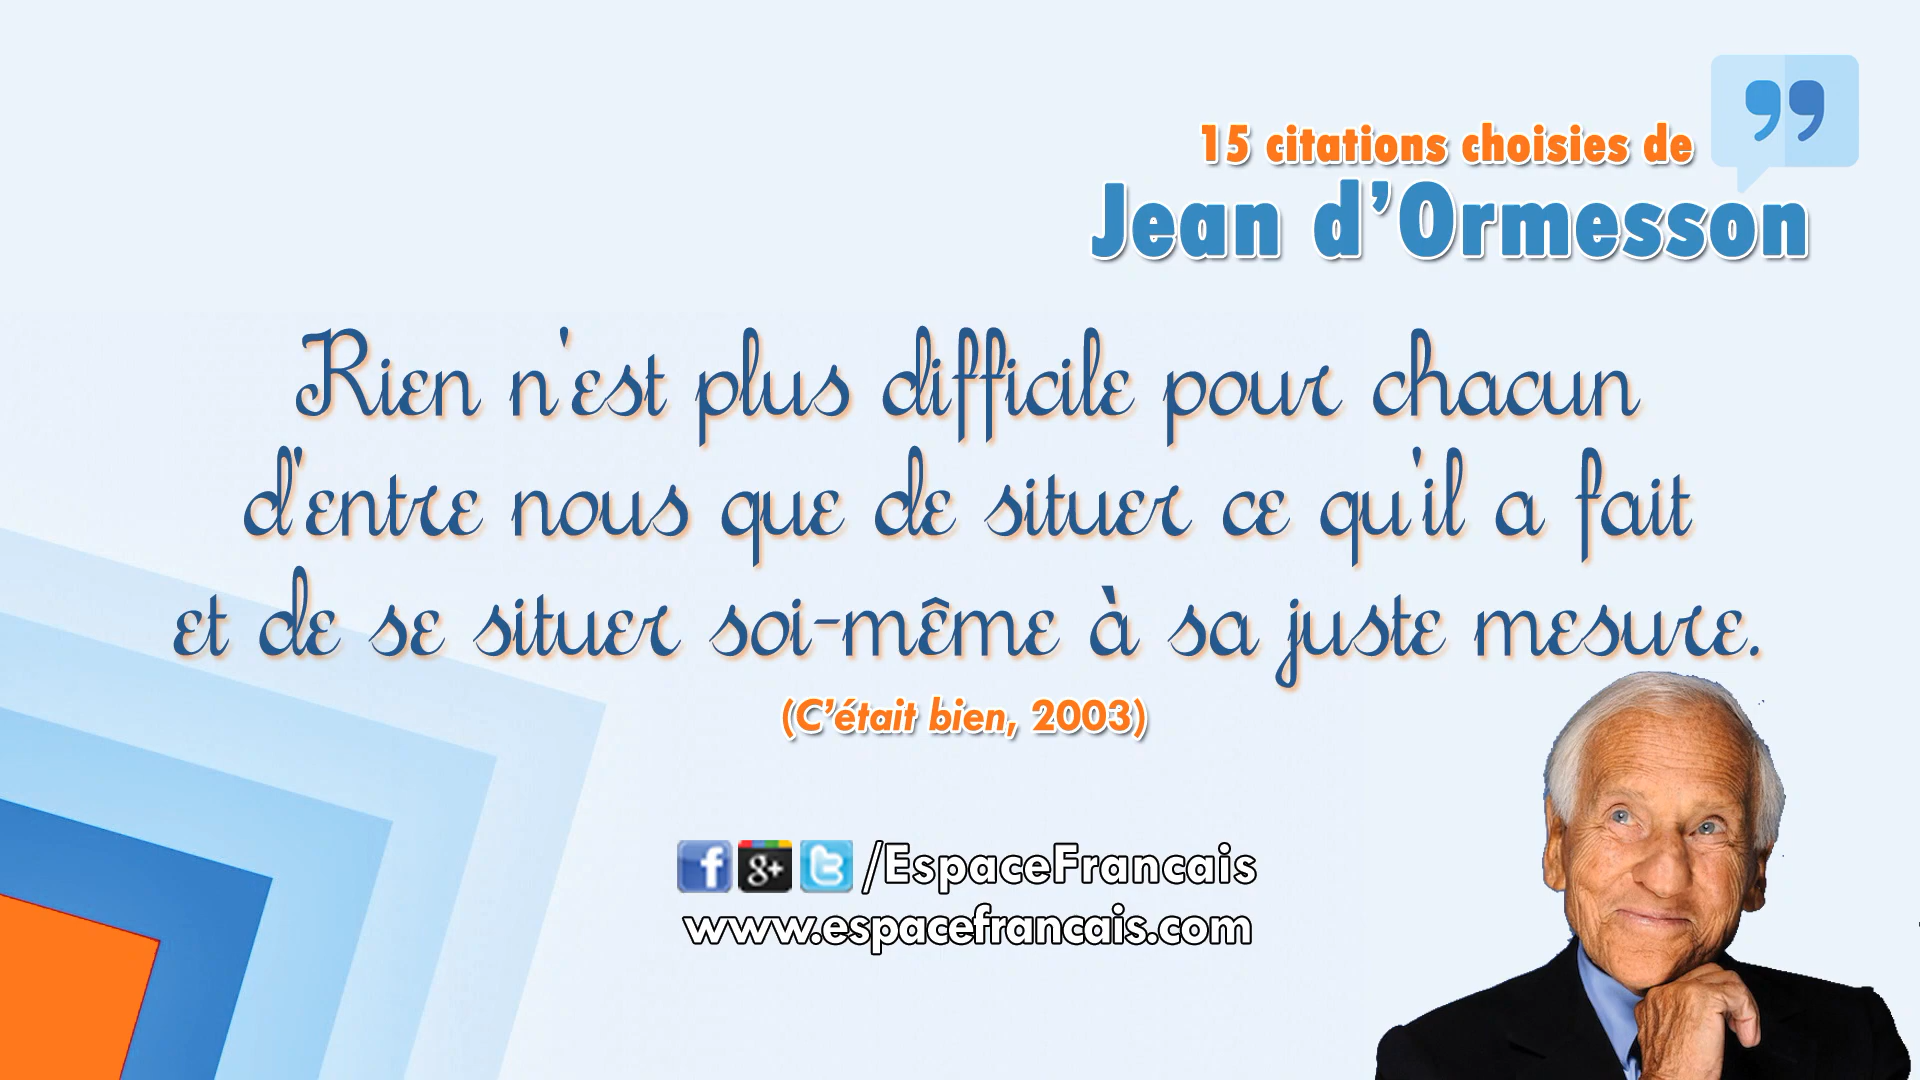 15 citations choisies de
Jean d’Ormesson
Rien n'est plus difficile pour chacun
d'entre nous que de situer ce qu'il a fait
et de se situer soi-même à sa juste mesure.
(C’était bien, 2003)
/EspaceFrancais
www.espacefrancais.com